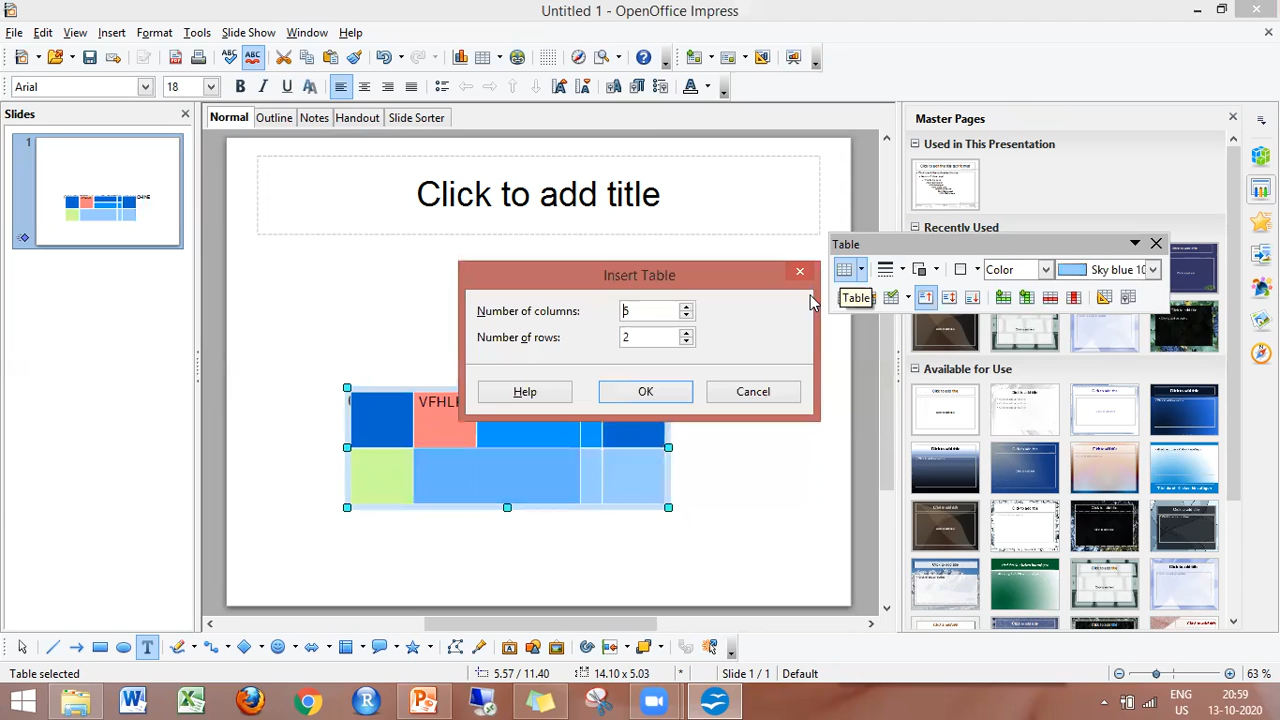 Untitled 1 - OpenOffice Impress
File Edit View Insert Format Tools Slide Show Window Help
Arial 18
Slides
Normal Outline Notes Handout Slide Sorter
Master Pages
Used in This Presentation
1
Click to add title
Recently Used
Table
Color Sky blue 10
Table
Insert Table
Number of columns: 5
Number of rows: 2
Help OK Cancel
Available for Use
Table selected 5.57 / 11.40 14.10 x 5.03 * Slide 1 / 1 Default 63 %
ENG
US
20:59
13-10-2020